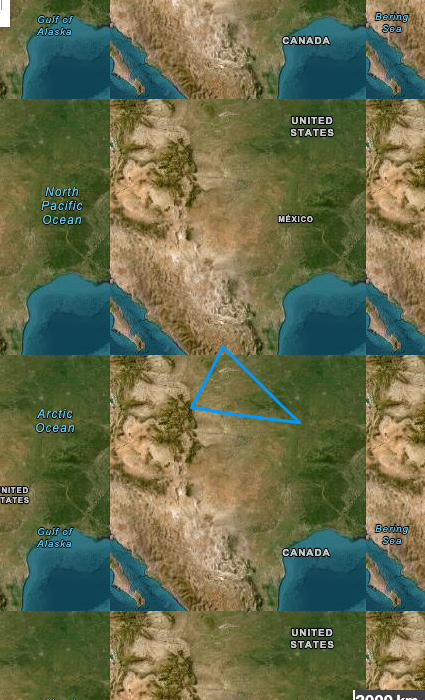 Gulf of
Alaska
CANADA
Bering
Sea
UNITED
STATES
North
Pacific
Ocean
MÉXICO
Arctic
Ocean
NITED
TATES
Gulf of
Alaska
CANADA
Bering
Sea
UNITED
STATES